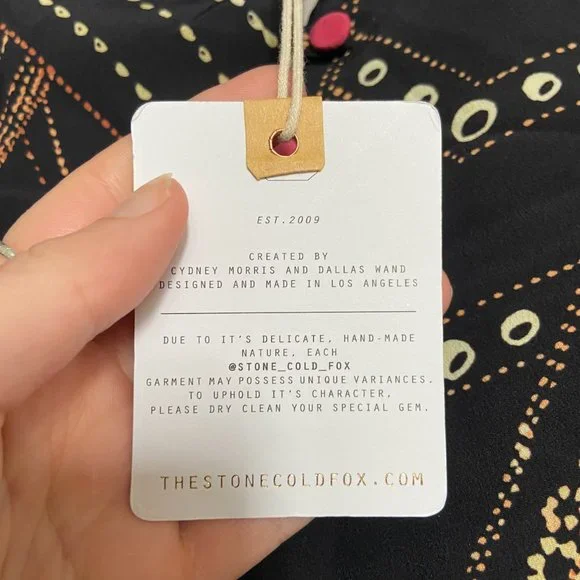 EST.2009
CREATED BY
CYDNEY MORRIS AND DALLAS WAND
DESIGNED AND MADE IN LOS ANGELES
DUE TO IT'S DELICATE, HAND-MADE
NATURE, EACH
@STONE_COLD_FOX
GARMENT MAY POSSESS UNIQUE VARIANCES.
TO UPHOLD IT'S CHARACTER,
PLEASE DRY CLEAN YOUR SPECIAL GEM.
THESTONECOLDFOX.COM